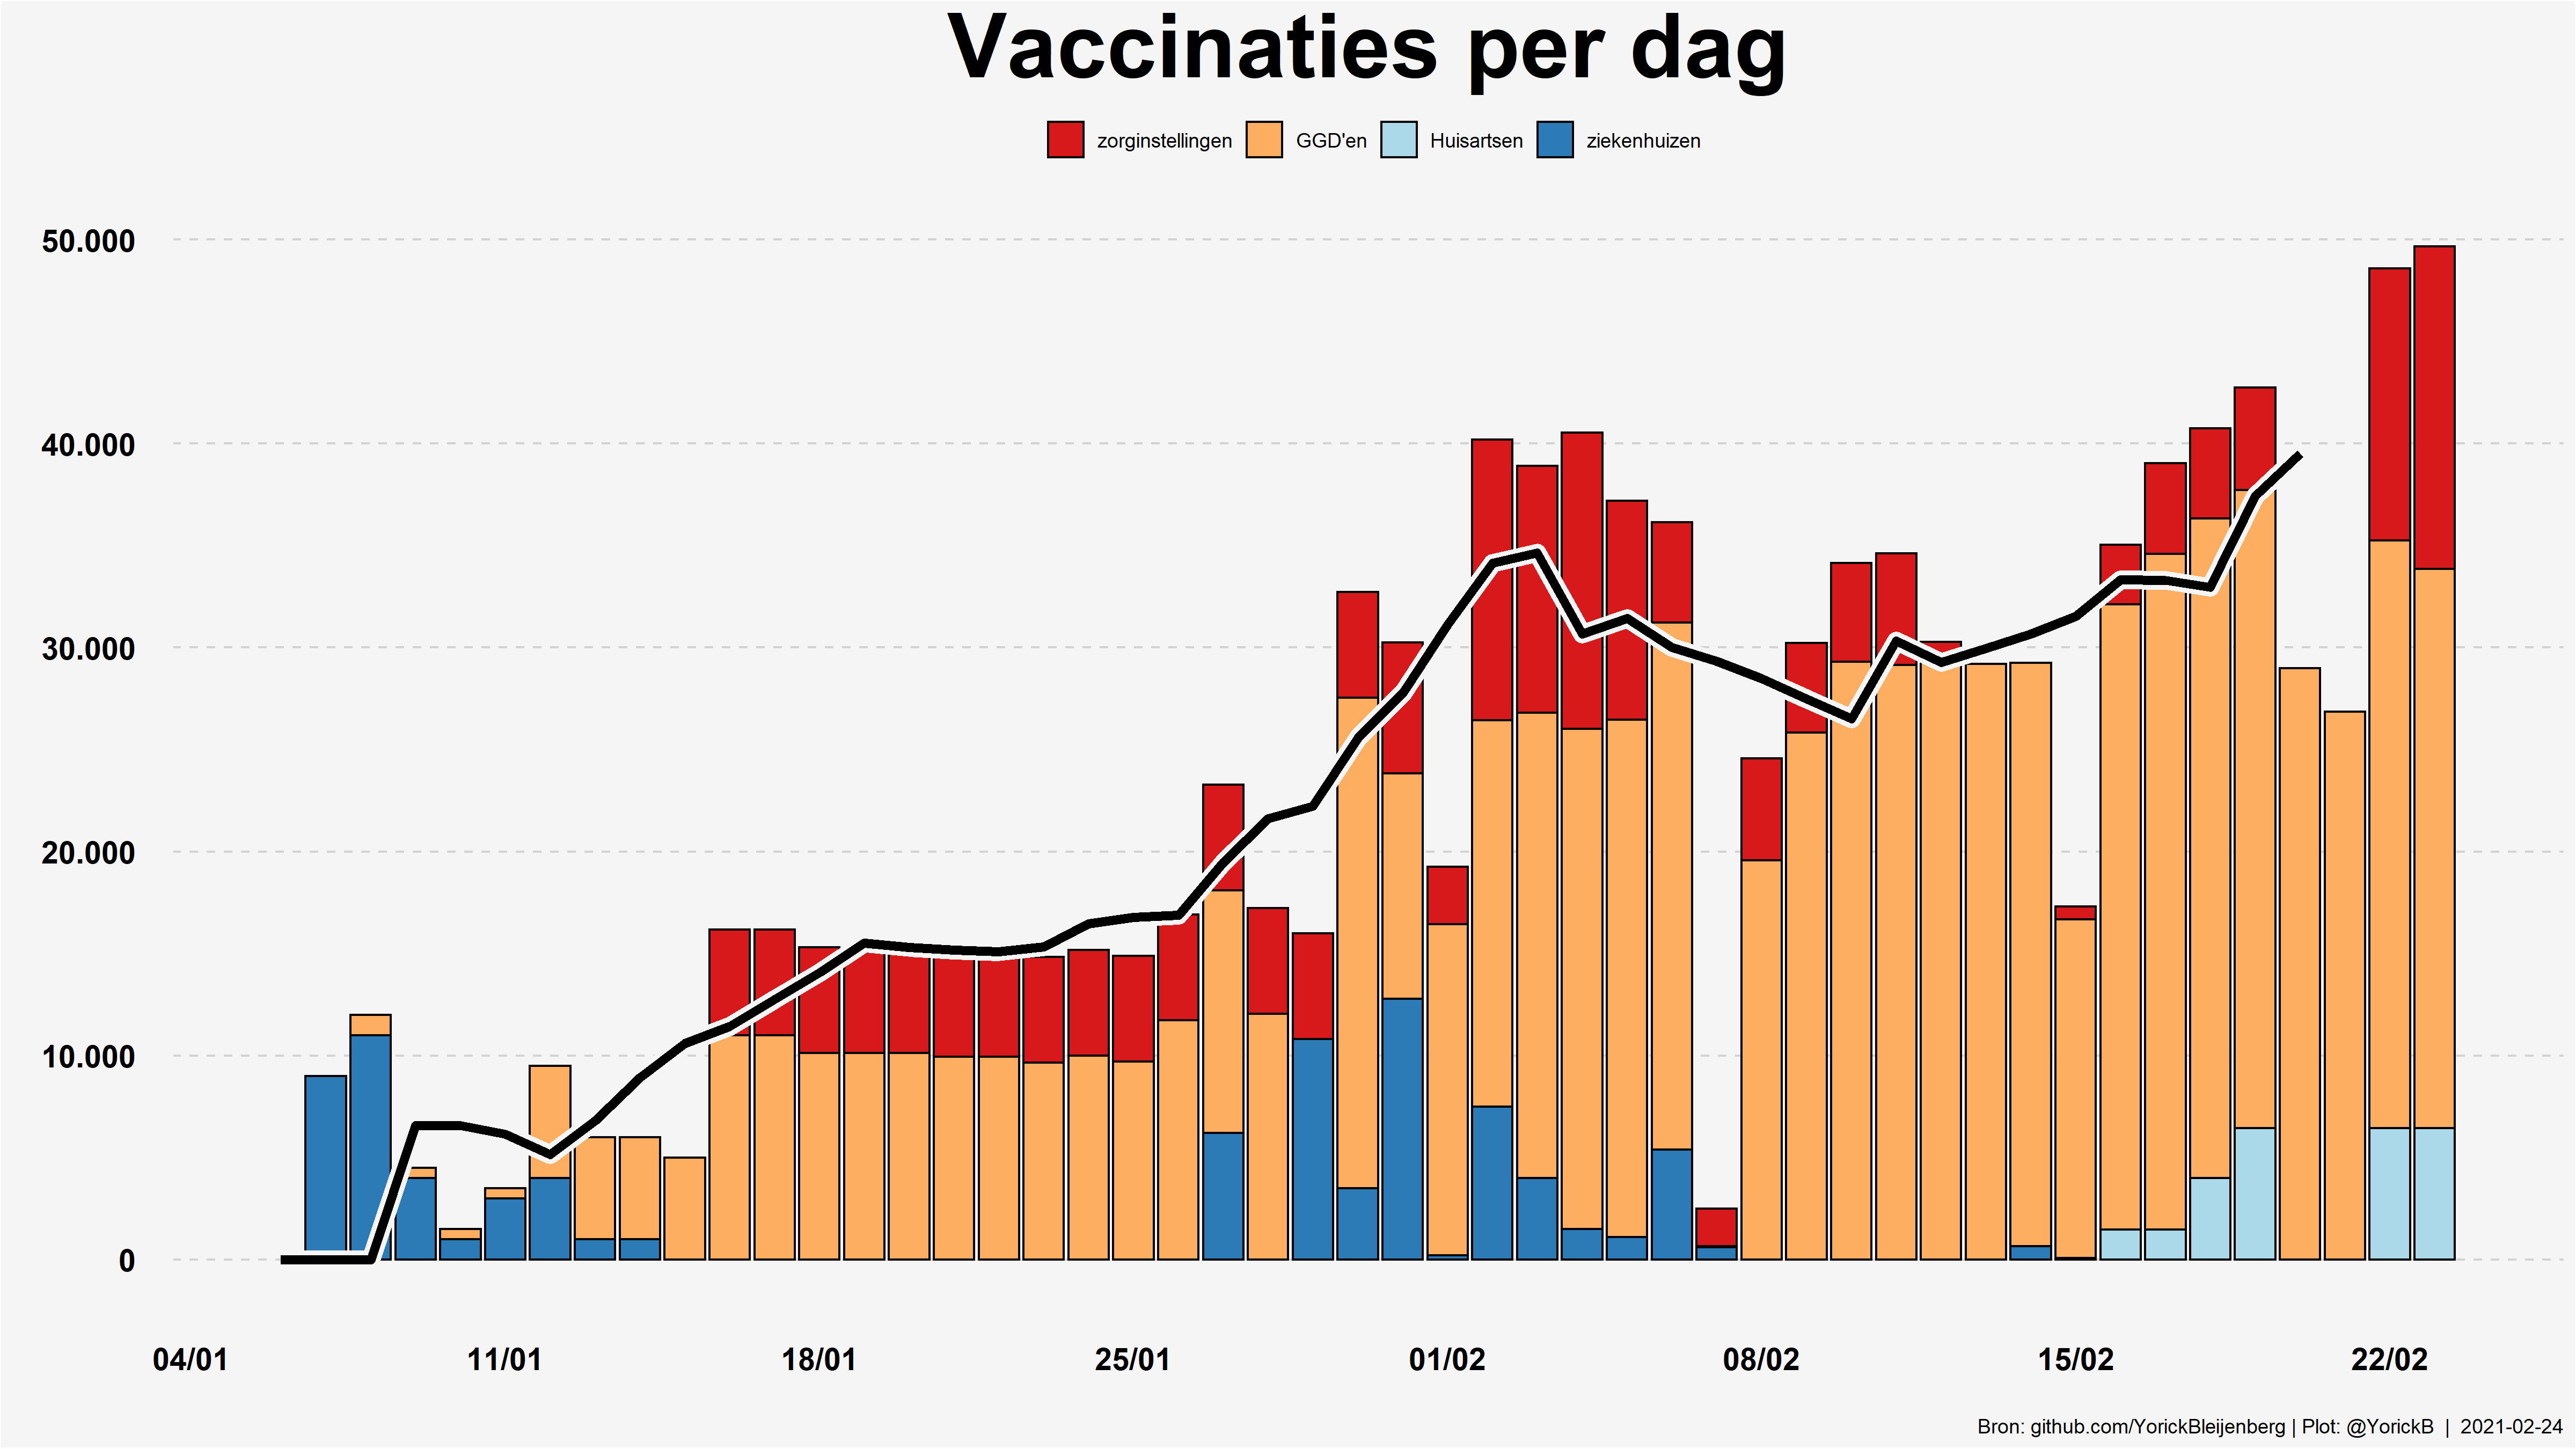 Vaccinaties per dag
zorginstellingen GGD'en Huisartsen ziekenhuizen
50.000
40.000
30.000
20.000
10.000
0
04/01 11/01 18/01 25/01 01/02 08/02 15/02 22/02
Bron: github.com/YorickBleijenberg | Plot: @YorickB | 2021-02-24